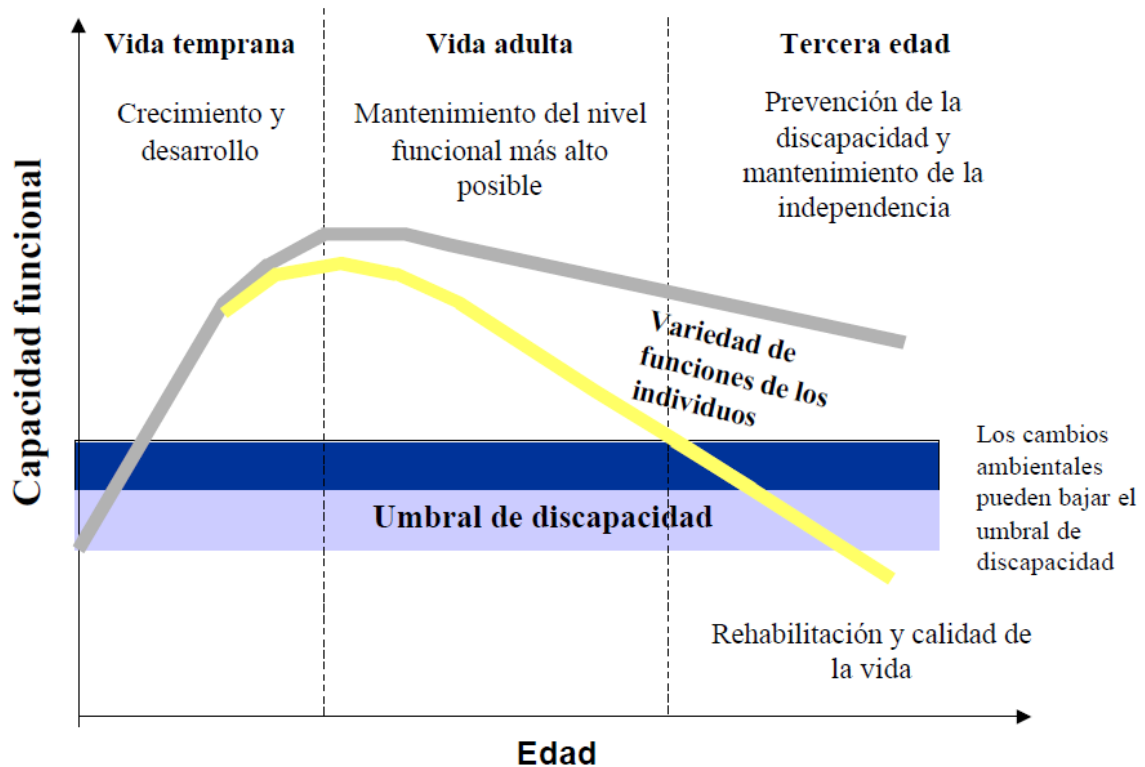 Vida temprana
Crecimiento y
desarrollo
Vida adulta
Mantenimiento del nivel
funcional más alto
posible
Tercera edad
Prevención de la
discapacidad y
mantenimiento de la
independencia
Capacidad funcional
Variedad de
funciones de los
individuos
Umbral de discapacidad
Los cambios
ambientales
pueden bajar el
umbral de
discapacidad
Rehabilitación y calidad de
la vida
Edad